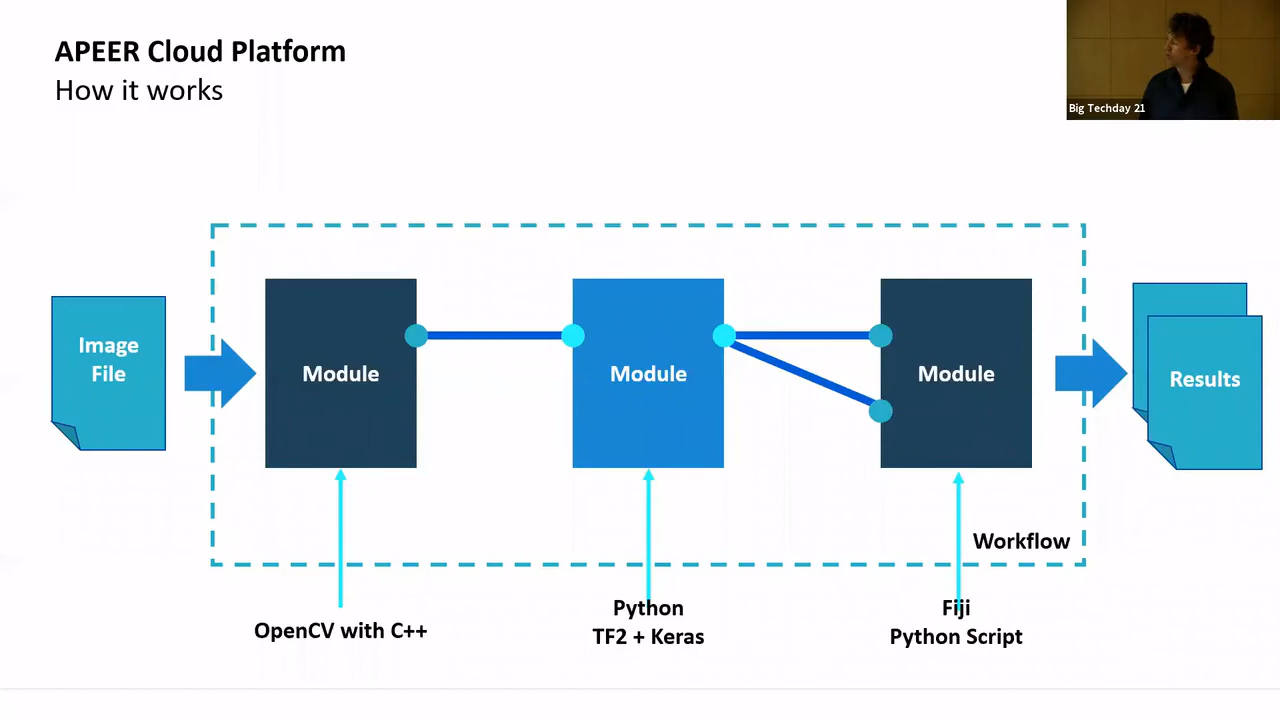 APEER Cloud Platform
How it works
Big Techday 21
Image
File
Module
Module
Module
Results
Workflow
OpenCV with C++
Python
TF2 + Keras
Fiji
Python Script